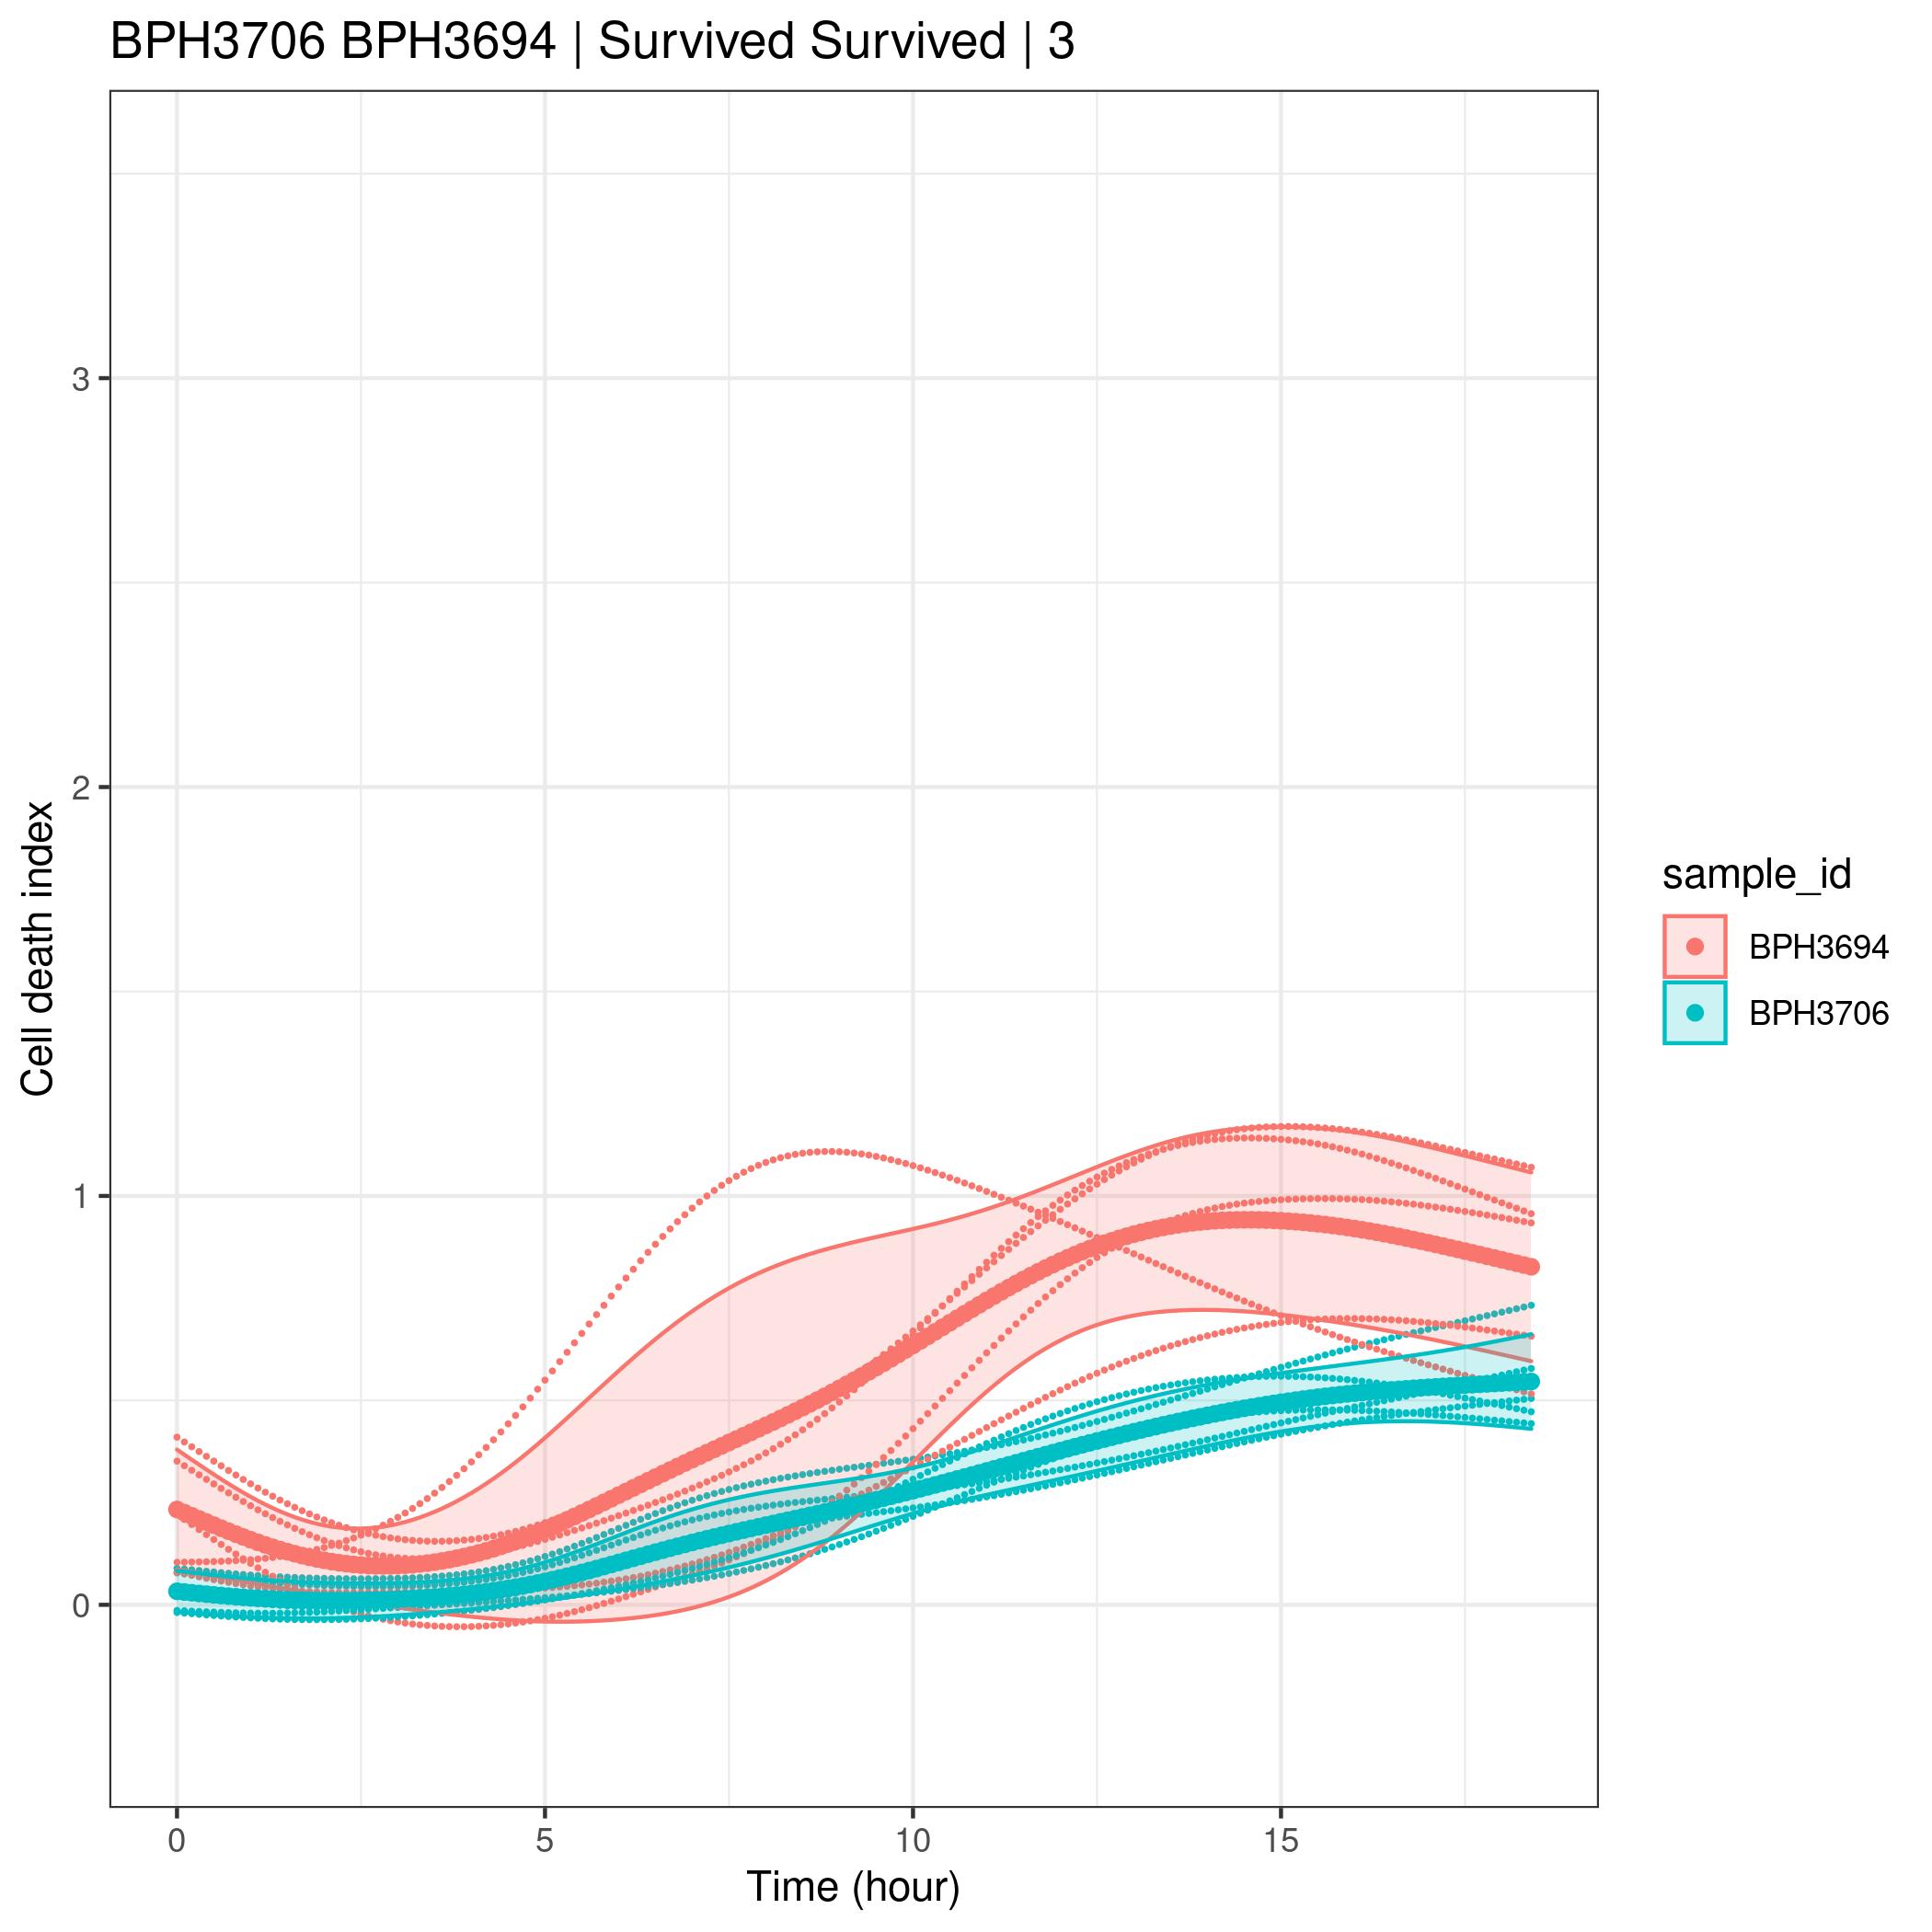 BPH3706 BPH3694 | Survived Survived | 3
Cell death index
3
2
1
0
0 5 10 15
Time (hour)
sample_id
BPH3694
BPH3706